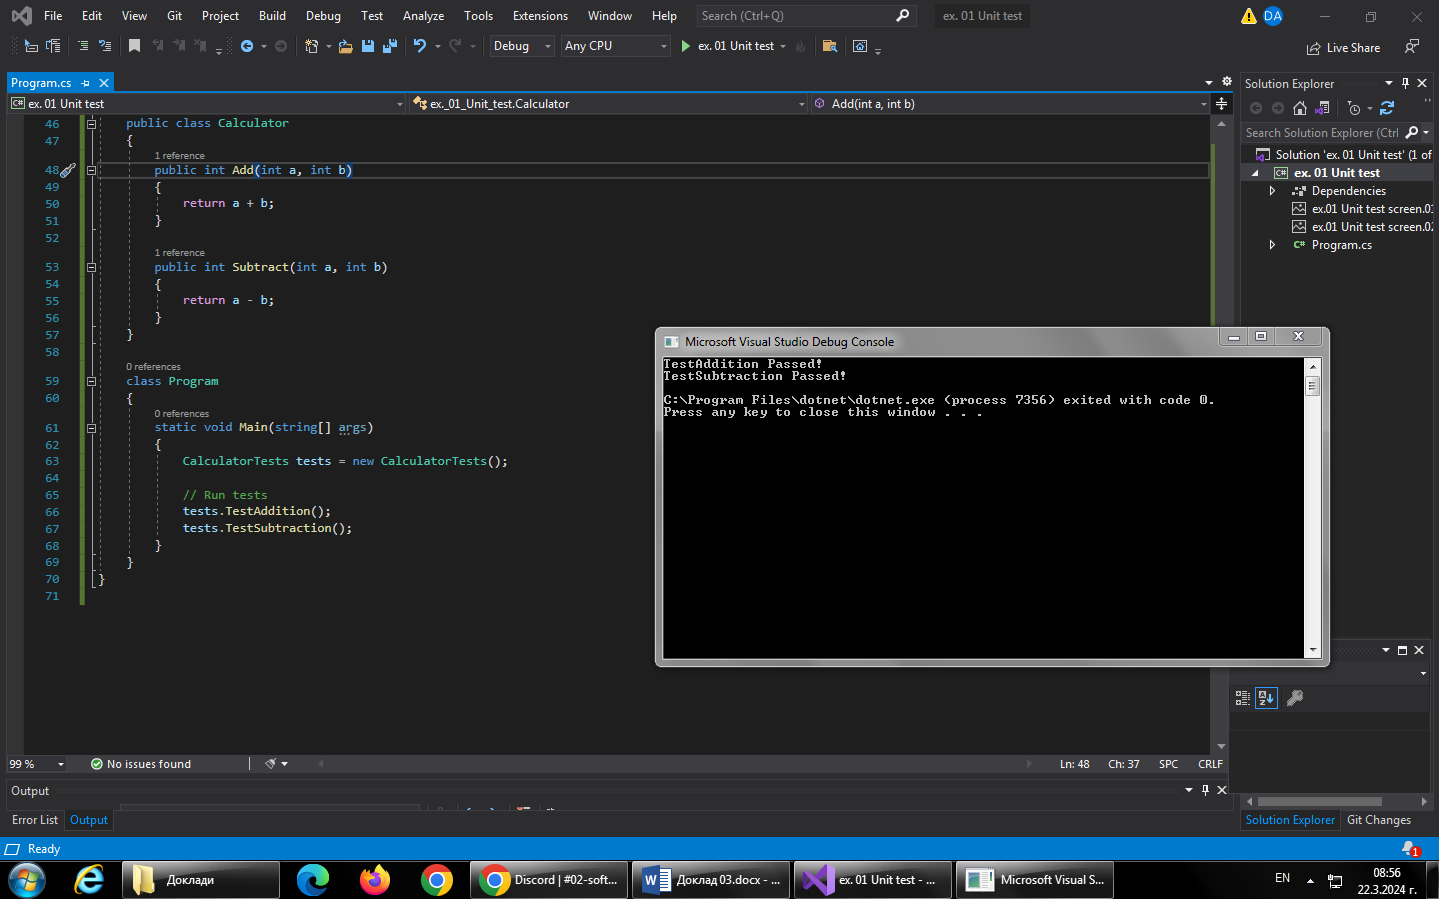 File Edit View Git Project Build Debug Test Analyze Tools Extensions Window Help Search (Ctrl+Q) ex. 01 Unit test DA
Debug Any CPU ex. 01 Unit test Live Share
Program.cs
C# ex. 01 Unit test ex._01_Unit_test.Calculator Add(int a, int b)
46 public class Calculator
47 {
1 reference
48 public int Add(int a, int b)
49 {
50 return a + b;
51 }
52
1 reference
53 public int Subtract(int a, int b)
54 {
55 return a - b;
56 }
57 }
58
0 references
59 class Program
60 {
0 references
61 static void Main(string[] args)
62 {
63 CalculatorTests tests = new CalculatorTests();
64
65 // Run tests
66 tests.TestAddition();
67 tests.TestSubtraction();
68 }
69 }
70 }
71
Solution Explorer
Search Solution Explorer (Ctrl
Solution 'ex. 01 Unit test' (1 of
C# ex. 01 Unit test
Dependencies
ex.01 Unit test screen.01
ex.01 Unit test screen.02
C# Program.cs
Microsoft Visual Studio Debug Console
TestAddition Passed!
TestSubtraction Passed!
C:\Program Files\dotnet\dotnet.exe (process 7356) exited with code 0.
Press any key to close this window . . .
99 % No issues found Ln: 48 Ch: 37 SPC CRLF
Output
Error List Output
Solution Explorer Git Changes
Ready 1
Доклади Discord | #02-soft... Доклад 03.docx - ... ex. 01 Unit test - ... Microsoft Visual S... EN 08:56
22.3.2024 г.